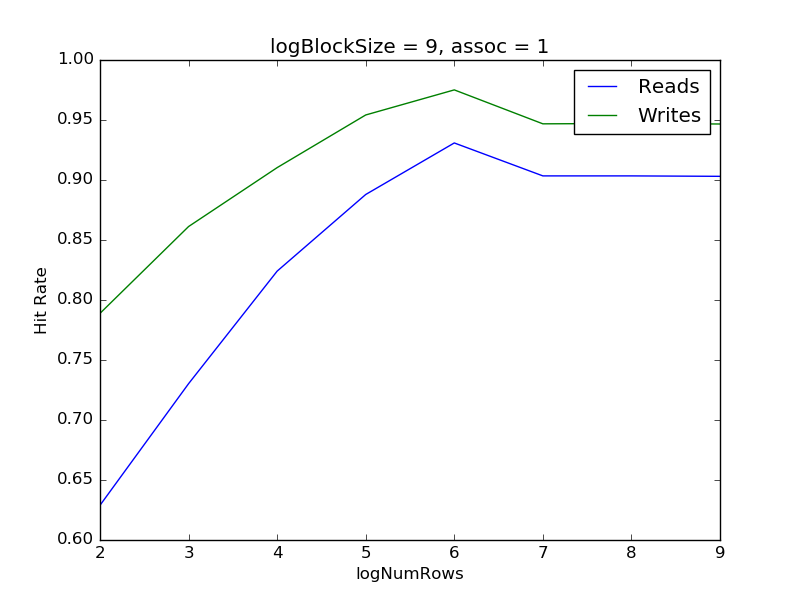 logBlockSize = 9, assoc = 1
1.00
0.95
0.90
0.85
0.80
0.75
0.70
0.65
0.60
Hit Rate
Reads
Writes
2 3 4 5 6 7 8 9
logNumRows